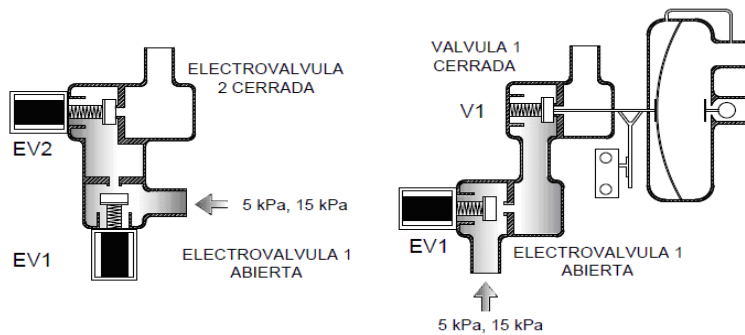 ELECTROVALVULA
2 CERRADA
EV2
5 kPa, 15 kPa
EV1
ELECTROVALVULA 1
ABIERTA
VALVULA 1
CERRADA
V1
EV1
ELECTROVALVULA 1
ABIERTA
5 kPa, 15 kPa